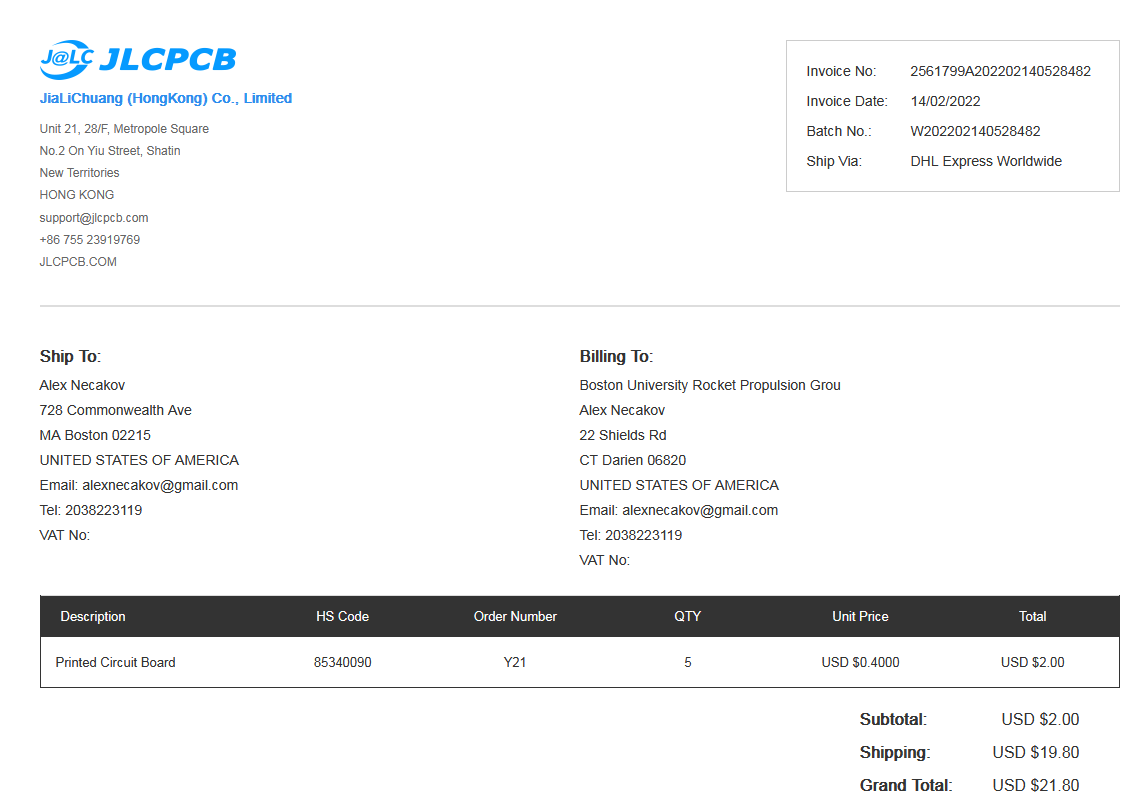 J@LC JLCPCB
JiaLiChuang (HongKong) Co., Limited
Unit 21, 28/F, Metropole Square
No.2 On Yiu Street, Shatin
New Territories
HONG KONG
support@jlcpcb.com
+86 755 23919769
JLCPCB.COM
Invoice No: 2561799A202202140528482
Invoice Date: 14/02/2022
Batch No.: W202202140528482
Ship Via: DHL Express Worldwide
Ship To:
Alex Necakov
728 Commonwealth Ave
MA Boston 02215
UNITED STATES OF AMERICA
Email: alexnecakov@gmail.com
Tel: 2038223119
VAT No:
Billing To:
Boston University Rocket Propulsion Grou
Alex Necakov
22 Shields Rd
CT Darien 06820
UNITED STATES OF AMERICA
Email: alexnecakov@gmail.com
Tel: 2038223119
VAT No:
Description HS Code Order Number QTY Unit Price Total
Printed Circuit Board 85340090 Y21 5 USD $0.4000 USD $2.00
Subtotal: USD $2.00
Shipping: USD $19.80
Grand Total: USD $21.80